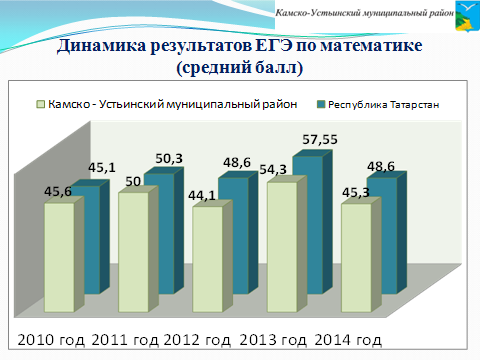 Камско-Устьинский муниципальный район
Динамика результатов ЕГЭ по математике
(средний балл)
Камско - Устьинский муниципальный район Республика Татарстан
45,6 45,1 50 50,3 44,1 48,6 54,3 57,55 45,3 48,6
2010 год 2011 год 2012 год 2013 год 2014 год